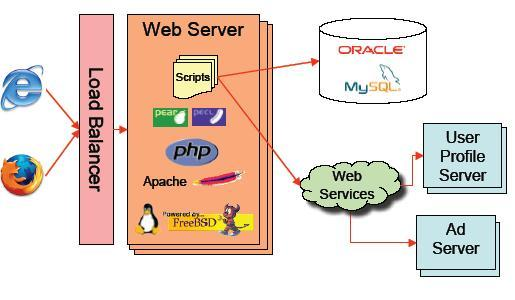 Load Balancer
Web Server
Scripts
pear
pecl
php
Apache
Powered by...
FreeBSD
ORACLE
MySQL
Web
Services
User
Profile
Server
Ad
Server